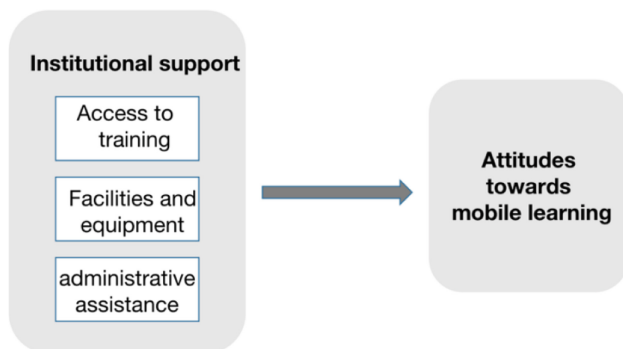 Institutional support
Access to
training
Facilities and
equipment
administrative
assistance
Attitudes
towards
mobile learning